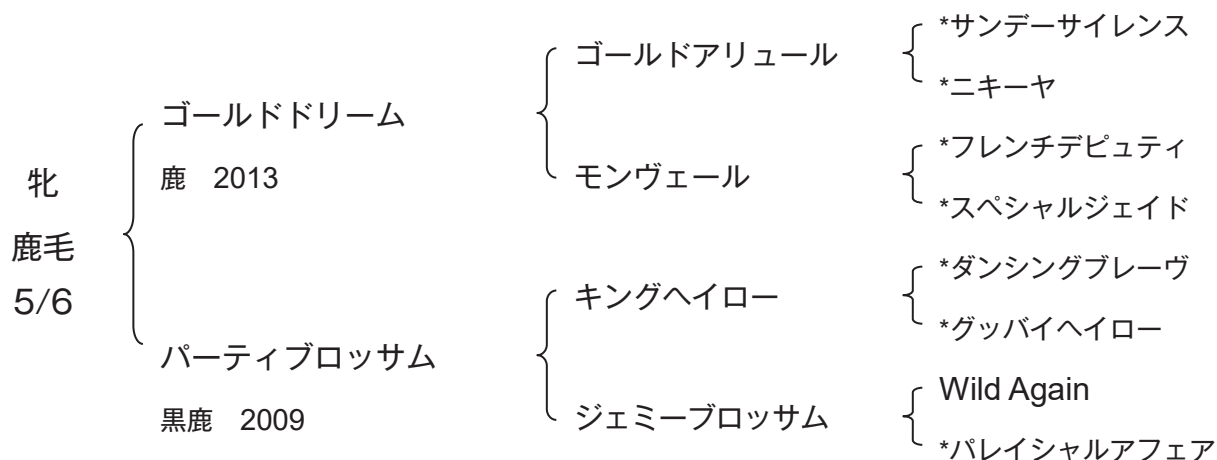 牝
鹿毛
5/6
ゴールドドリーム
鹿 2013
パーティブロッサム
黒鹿 2009
ゴールドアリュール
モンヴェール
キングヘイロー
ジェミーブロッサム
*サンデーサイレンス
*ニキーヤ
*フレンチデピュティ
*スペシャルジェイド
*ダンシングブレーヴ
*グッバイヘイロー
Wild Again
*パレイシャルアフェア